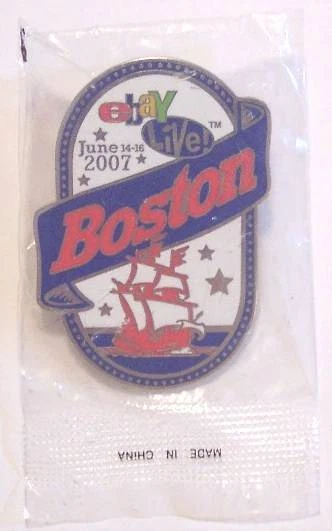 ebay
Live!™
June 14-16
2007
Boston
MADE IN CHINA